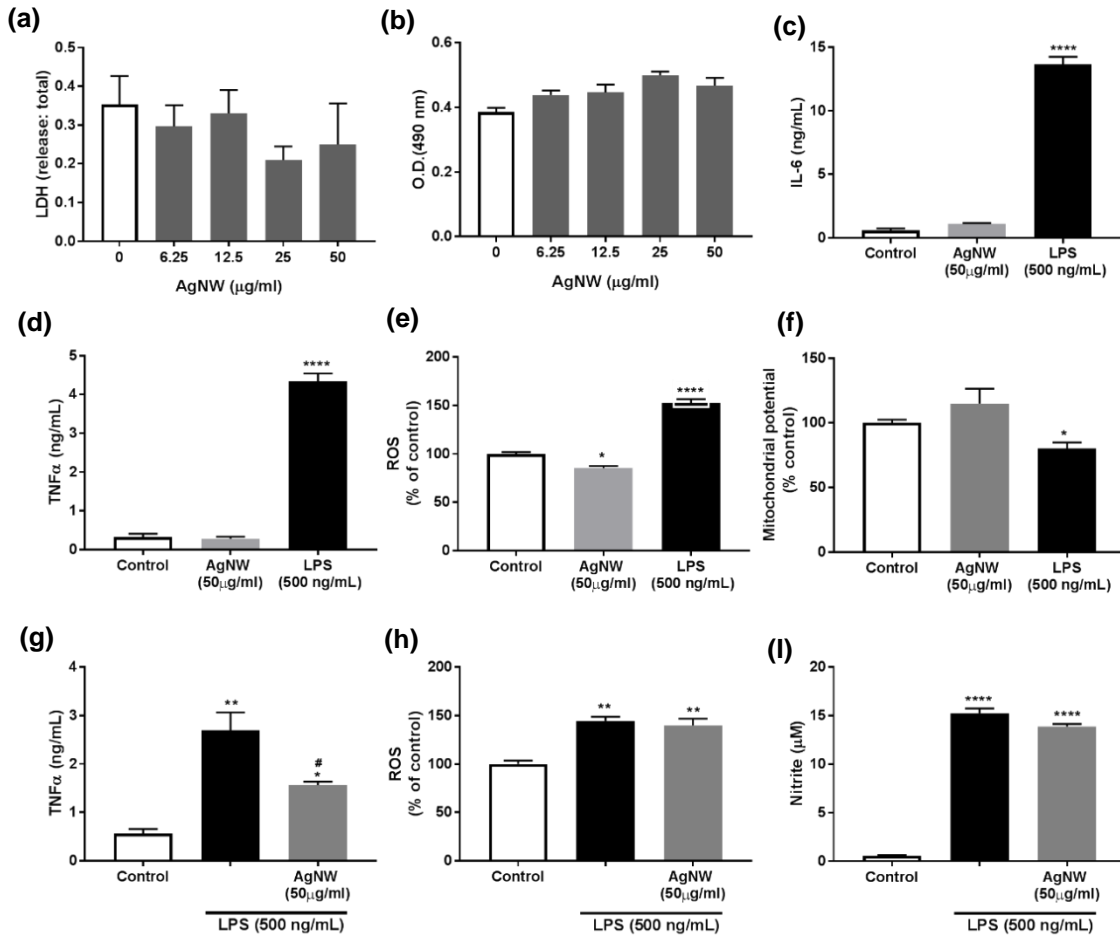 (a)
LDH (release: total)
0.5
0.4
0.3
0.2
0.1
0.0
0 6.25 12.5 25 50
AgNW (μg/ml)
(b)
O.D.(490 nm)
0.6
0.4
0.2
0.0
0 6.25 12.5 25 50
AgNW (μg/ml)
(c)
IL-6 (ng/mL)
15
10
5
0
****
Control AgNW LPS
(50μg/ml) (500 ng/mL)
(d)
TNFα (ng/mL)
5
4
3
2
1
0
****
Control AgNW LPS
(50μg/ml) (500 ng/mL)
(e)
ROS
(% of control)
200
150
100
50
0
*
****
Control AgNW LPS
(50μg/ml) (500 ng/mL)
(f)
Mitochondrial potential
(% control)
150
100
50
0
*
Control AgNW LPS
(50μg/ml) (500 ng/mL)
(g)
TNFα (ng/mL)
4
3
2
1
0
**
#
*
Control AgNW
(50μg/ml)
LPS (500 ng/mL)
(h)
ROS
(% of control)
200
150
100
50
0
**
**
Control AgNW
(50μg/ml)
LPS (500 ng/mL)
(I)
Nitrite (μM)
20
15
10
5
0
****
****
Control AgNW
(50μg/ml)
LPS (500 ng/mL)